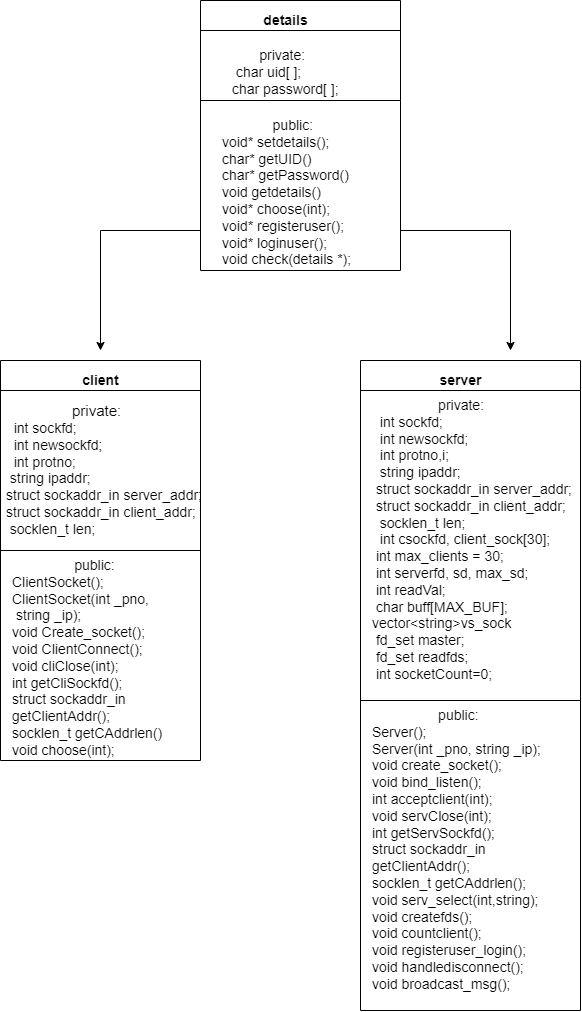 details
private:
char uid[ ];
char password[ ];
public:
void* setdetails();
char* getUID()
char* getPassword()
void getdetails()
void* choose(int);
void* registeruser();
void* loginuser();
void check(details *);
client
private:
int sockfd;
int newsockfd;
int protno;
string ipaddr;
struct sockaddr_in server_addr;
struct sockaddr_in client_addr;
socklen_t len;
public:
ClientSocket();
ClientSocket(int _pno,
string _ip);
void Create_socket();
void ClientConnect();
void cliClose(int);
int getCliSockfd();
struct sockaddr_in
getClientAddr();
socklen_t getCAddrlen()
void choose(int);
server
private:
int sockfd;
int newsockfd;
int protno,i;
string ipaddr;
struct sockaddr_in server_addr;
struct sockaddr_in client_addr;
socklen_t len;
int csockfd, client_sock[30];
int max_clients = 30;
int serverfd, sd, max_sd;
int readVal;
char buff[MAX_BUF];
vector<string>vs_sock
fd_set master;
fd_set readfds;
int socketCount=0;
public:
Server();
Server(int _pno, string _ip);
void create_socket();
void bind_listen();
int acceptclient(int);
void servClose(int);
int getServSockfd();
struct sockaddr_in
getClientAddr();
socklen_t getCAddrlen();
void serv_select(int,string);
void createfds();
void countclient();
void registeruser_login();
void handledisconnect();
void broadcast_msg();